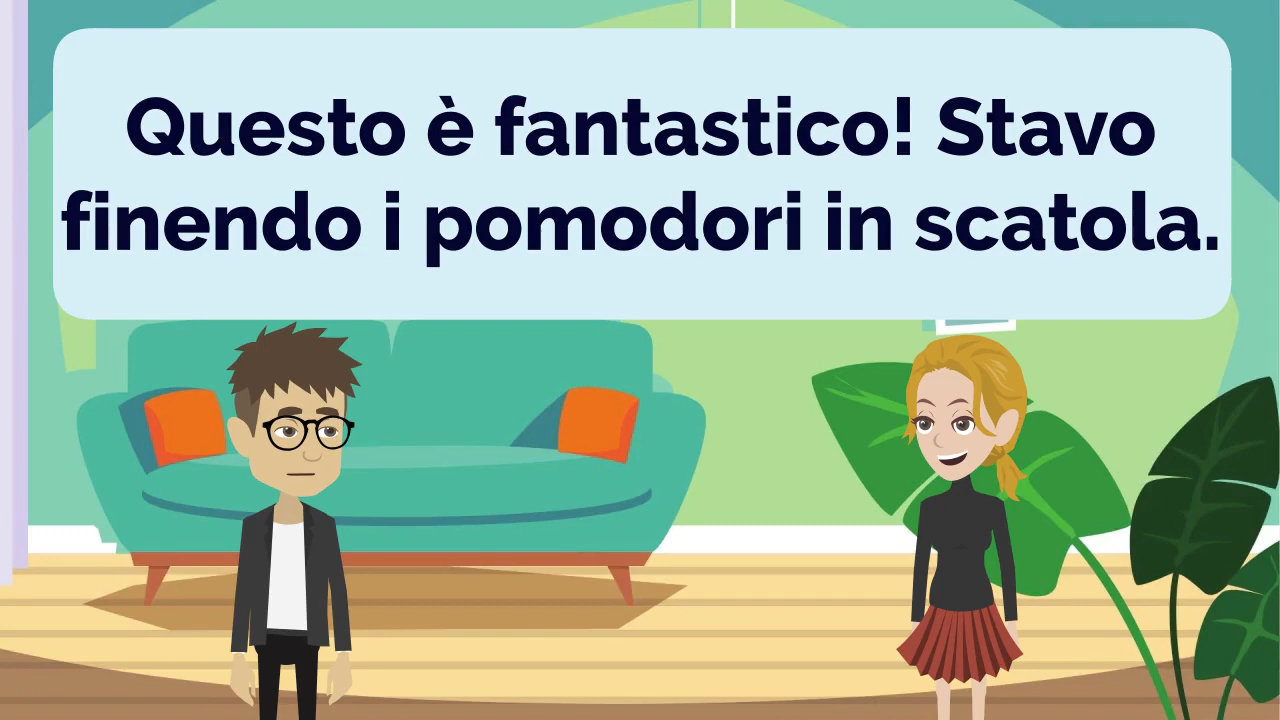 Questo è fantastico! Stavo
finendo i pomodori in scatola.